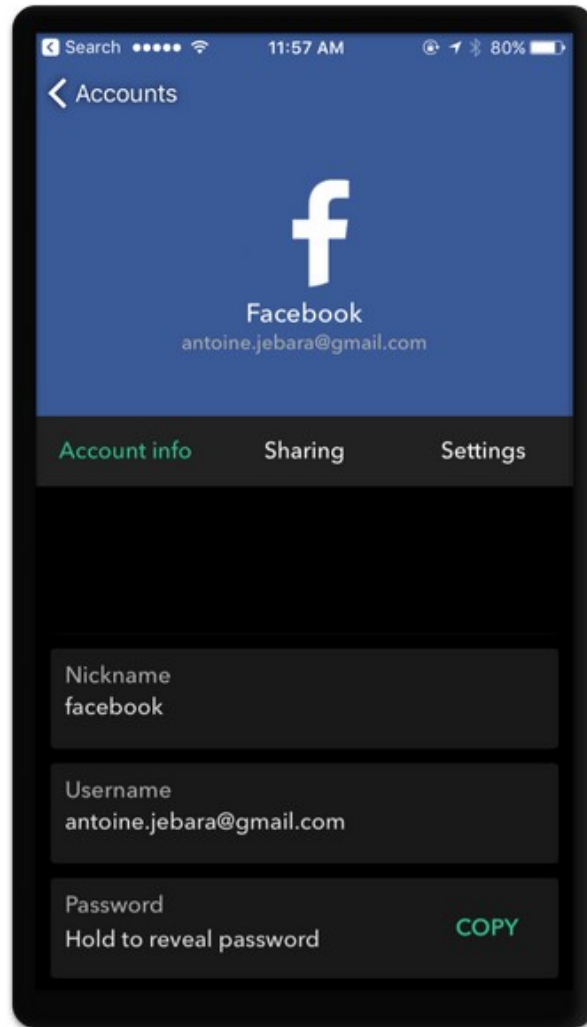 Search 11:57 AM 80%
Accounts
f
Facebook
antoine.jebara@gmail.com
Account info Sharing Settings
Nickname
facebook
Username
antoine.jebara@gmail.com
Password
Hold to reveal password COPY